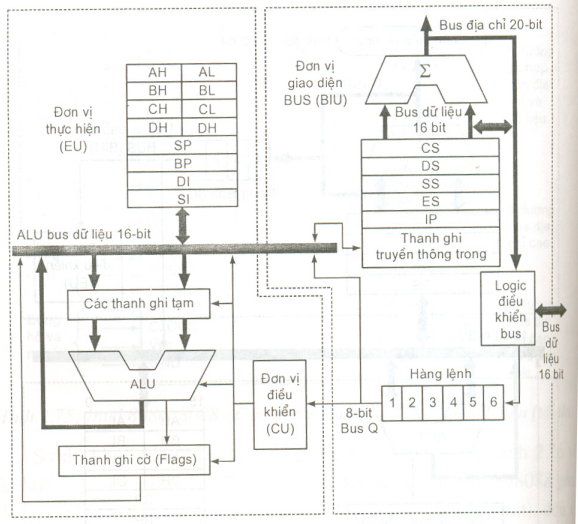 Bus địa chỉ 20-bit
Đơn vị
giao diện
BUS (BIU)
Σ
Bus dữ liệu
16 bit
Đơn vị
thực hiện
(EU)
AH AL
BH BL
CH CL
DH DH
SP
BP
DI
SI
CS
DS
SS
ES
IP
Thanh ghi
truyền thông trong
ALU bus dữ liệu 16-bit
Các thanh ghi tạm
ALU
Thanh ghi cờ (Flags)
Đơn vị
điều
khiển
(CU)
8-bit
Bus Q
Hàng lệnh
1 2 3 4 5 6
Logic
điều
khiển
bus
Bus
dữ
liệu
16 bit